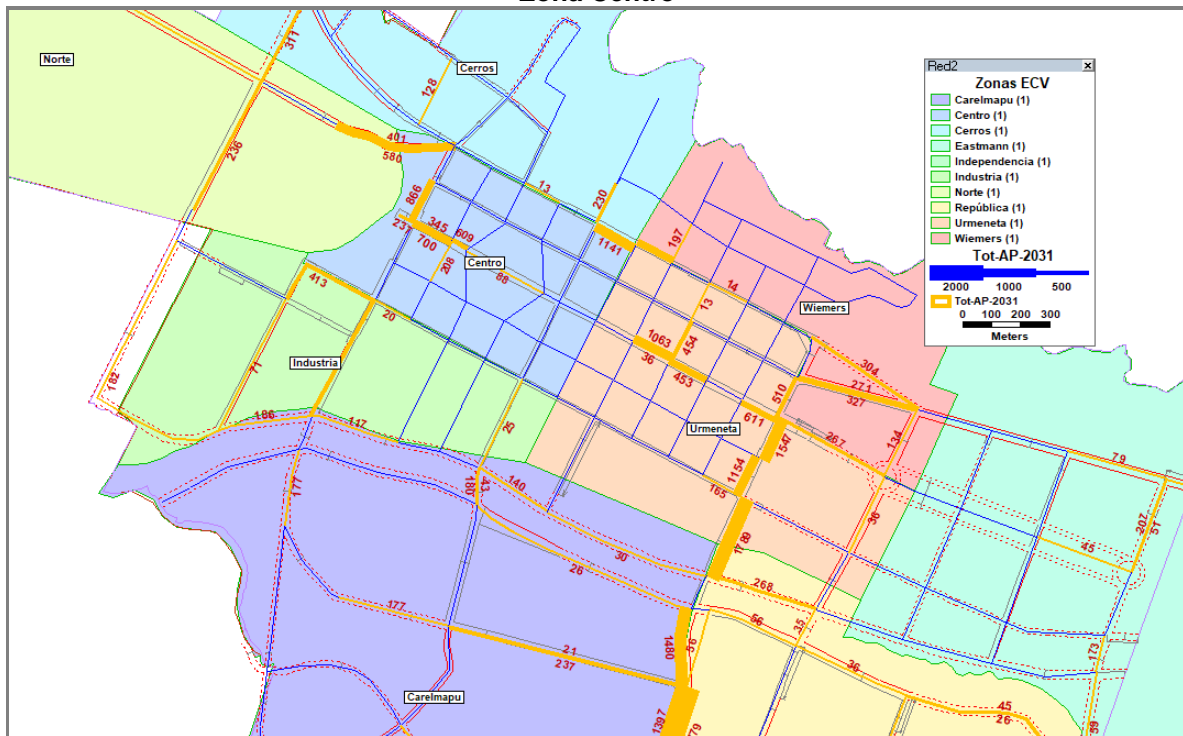 Zona Centro
Norte
311
Cerros
128
401
580
236
866
13
230
345
609
237
700
1141
197
208
Centro
88
14
13
413
20
Wiemers
1063
454
36
453
304
Industria
271
327
510
71
182
611
Urmeneta
267
134
186
117
25
1547
1154
79
177
180
43
140
165
36
207
51
45
1789
30
26
268
177
56
35
56
1480
21
237
36
173
Carelmapu
45
26
1397
59
Red2
Zonas ECV
Carelmapu (1)
Centro (1)
Cerros (1)
Eastmann (1)
Independencia (1)
Industria (1)
Norte (1)
República (1)
Urmeneta (1)
Wiemers (1)
Tot-AP-2031
2000 1000 500
Tot-AP-2031
0 100 200 300
Meters